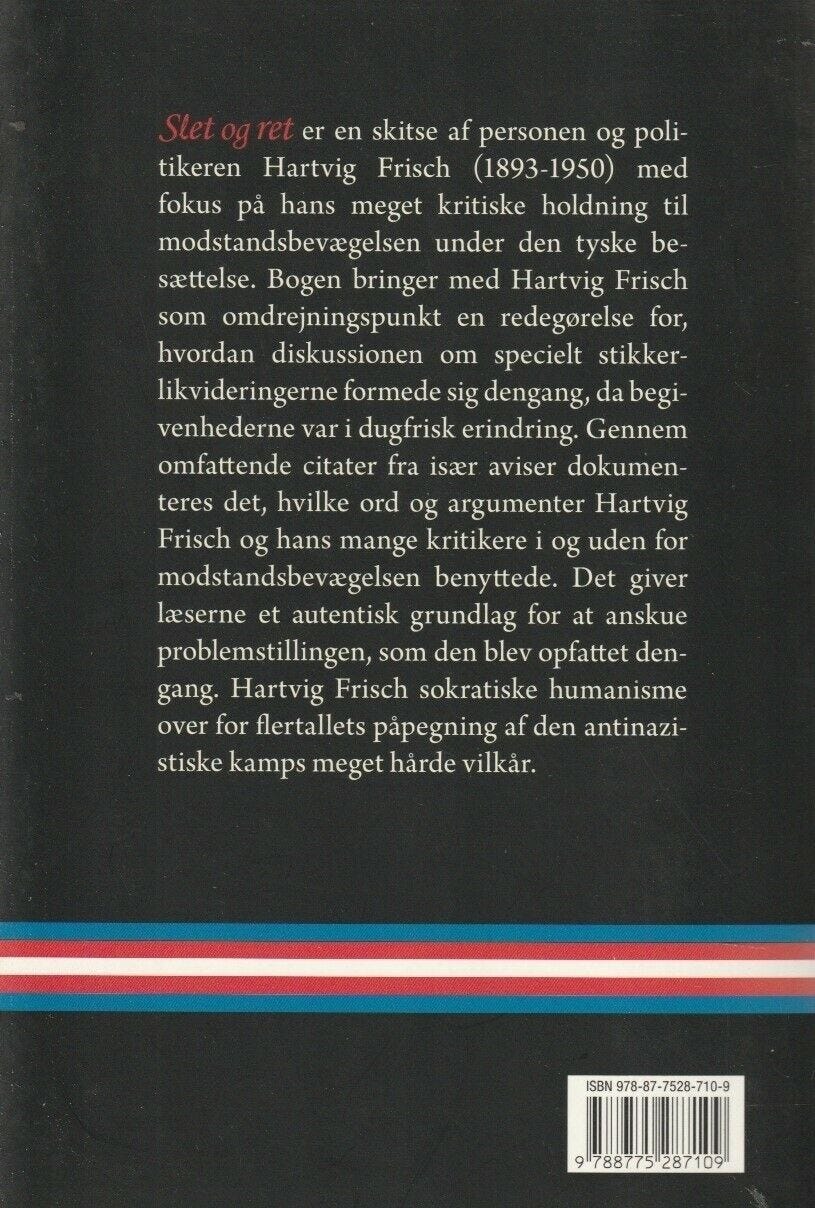 Slet og ret er en skitse af personen og poli-
tikeren Hartvig Frisch (1893-1950) med
fokus på hans meget kritiske holdning til
modstandsbevægelsen under den tyske be-
sættelse. Bogen bringer med Hartvig Frisch
som omdrejningspunkt en redegørelse for,
hvordan diskussionen om specielt stikker-
likvideringerne formede sig dengang, da begi-
venhederne var i dugfrisk erindring. Gennem
omfattende citater fra især aviser dokumen-
teres det, hvilke ord og argumenter Hartvig
Frisch og hans mange kritikere i og uden for
modstandsbevægelsen benyttede. Det giver
læserne et autentisk grundlag for at anskue
problemstillingen, som den blev opfattet den-
gang. Hartvig Frisch sokratiske humanisme
over for flertallets påpegning af den antinazi-
stiske kamps meget hårde vilkår.
ISBN 978-87-7528-710-9
9 788775 287109